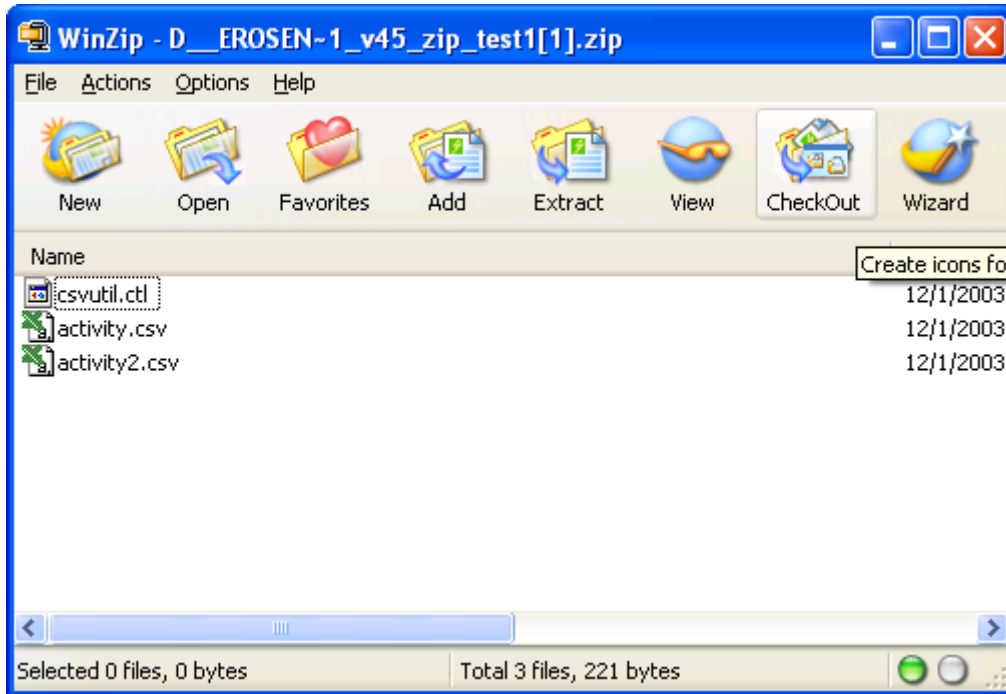 WinZip - D__EROSEN~1_v45_zip_test1[1].zip
File Actions Options Help
New Open Favorites Add Extract View CheckOut Wizard
Name
Create icons fo
csvutil.ctl 12/1/2003
activity.csv 12/1/2003
activity2.csv 12/1/2003
Selected 0 files, 0 bytes Total 3 files, 221 bytes